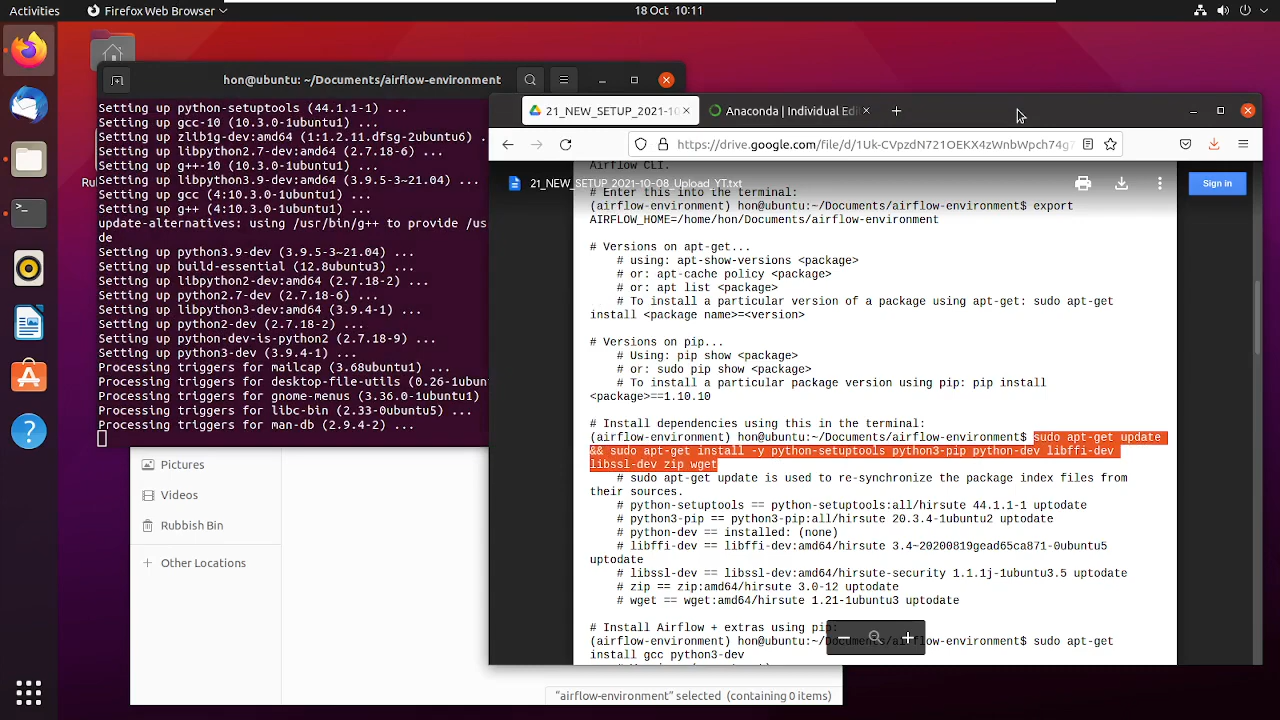 Activities
Firefox Web Browser
18 Oct 10:11
hon@ubuntu: ~/Documents/airflow-environment
Setting up python-setuptools (44.1.1-1) ...
Setting up gcc-10 (10.3.0-1ubuntu1) ...
Setting up zlib1g-dev:amd64 (1:1.2.11.dfsg-2ubuntu6) .
Setting up libpython2.7-dev:amd64 (2.7.18-6) ...
Setting up g++-10 (10.3.0-1ubuntu1) ...
Setting up libpython3.9-dev:amd64 (3.9.5-3~21.04) ...
Setting up gcc (4:10.3.0-1ubuntu1) ...
Setting up g++ (4:10.3.0-1ubuntu1) ...
update-alternatives: using /usr/bin/g++ to provide /us
de
Setting up python3.9-dev (3.9.5-3~21.04) ...
Setting up build-essential (12.8ubuntu3) ...
Setting up libpython2-dev:amd64 (2.7.18-2) ...
Setting up python2.7-dev (2.7.18-6) ...
Setting up libpython3-dev:amd64 (3.9.4-1) ...
Setting up python2-dev (2.7.18-2) ...
Setting up python-dev-is-python2 (2.7.18-9) ...
Setting up python3-dev (3.9.4-1) ...
Processing triggers for mailcap (3.68ubuntu1) ...
Processing triggers for desktop-file-utils (0.26-1ubun
Processing triggers for gnome-menus (3.36.0-1ubuntu1)
Processing triggers for libc-bin (2.33-0ubuntu5) ...
Processing triggers for man-db (2.9.4-2) ...
Pictures
Videos
Rubbish Bin
Other Locations
“airflow-environment” selected (containing 0 items)
21_NEW_SETUP_2021-10
Anaconda | Individual Edi
https://drive.google.com/file/d/1Uk-CVpzdN721OEKX4zWnbWpch74g7
21_NEW_SETUP_2021-10-08_Upload_YT.txt
Sign in
Airflow CLI.
# Enter this into the terminal:
(airflow-environment) hon@ubuntu:~/Documents/airflow-environment$ export
AIRFLOW_HOME=/home/hon/Documents/airflow-environment
# Versions on apt-get...
# using: apt-show-versions <package>
# or: apt-cache policy <package>
# or: apt list <package>
# To install a particular version of a package using apt-get: sudo apt-get
install <package name>=<version>
# Versions on pip...
# Using: pip show <package>
# or: sudo pip show <package>
# To install a particular package version using pip: pip install
<package>==1.10.10
# Install dependencies using this in the terminal:
(airflow-environment) hon@ubuntu:~/Documents/airflow-environment$ sudo apt-get update
&& sudo apt-get install -y python-setuptools python3-pip python-dev libffi-dev
libssl-dev zip wget
# sudo apt-get update is used to re-synchronize the package index files from
their sources.
# python-setuptools == python-setuptools:all/hirsute 44.1.1-1 uptodate
# python3-pip == python3-pip:all/hirsute 20.3.4-1ubuntu2 uptodate
# python-dev == installed: (none)
# libffi-dev == libffi-dev:amd64/hirsute 3.4~20200819gead65ca871-0ubuntu5
uptodate
# libssl-dev == libssl-dev:amd64/hirsute-security 1.1.1j-1ubuntu3.5 uptodate
# zip == zip:amd64/hirsute 3.0-12 uptodate
# wget == wget:amd64/hirsute 1.21-1ubuntu3 uptodate
# Install Airflow + extras using pip:
(airflow-environment) hon@ubuntu:~/Documents/airflow-environment$ sudo apt-get
install gcc python3-dev